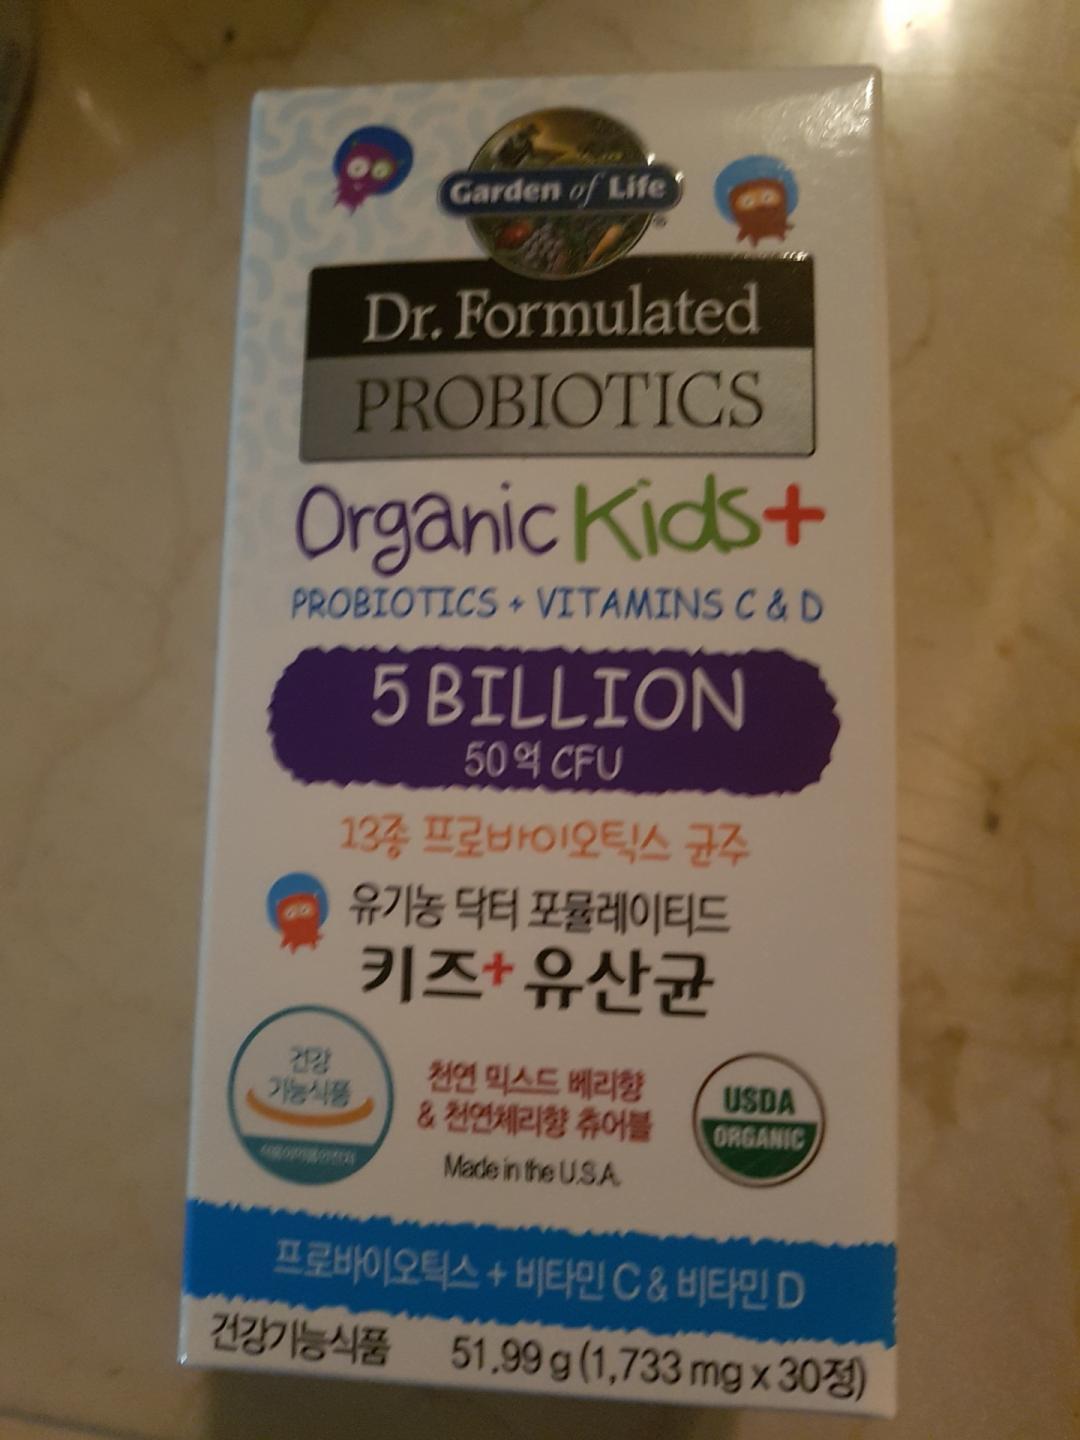 Garden of Life
Dr. Formulated
PROBIOTICS
Organic Kids+
PROBIOTICS + VITAMINS C & D
5 BILLION
50억 CFU
13종 프로바이오틱스 균주
유기농 닥터 포뮬레이티드
키즈+ 유산균
건강
기능식품
천연 믹스드 베리향
& 천연체리향 츄어블
Made in the U.S.A.
USDA
ORGANIC
프로바이오틱스 + 비타민 C & 비타민 D
건강기능식품 51.99 g (1,733 mg x 30정)